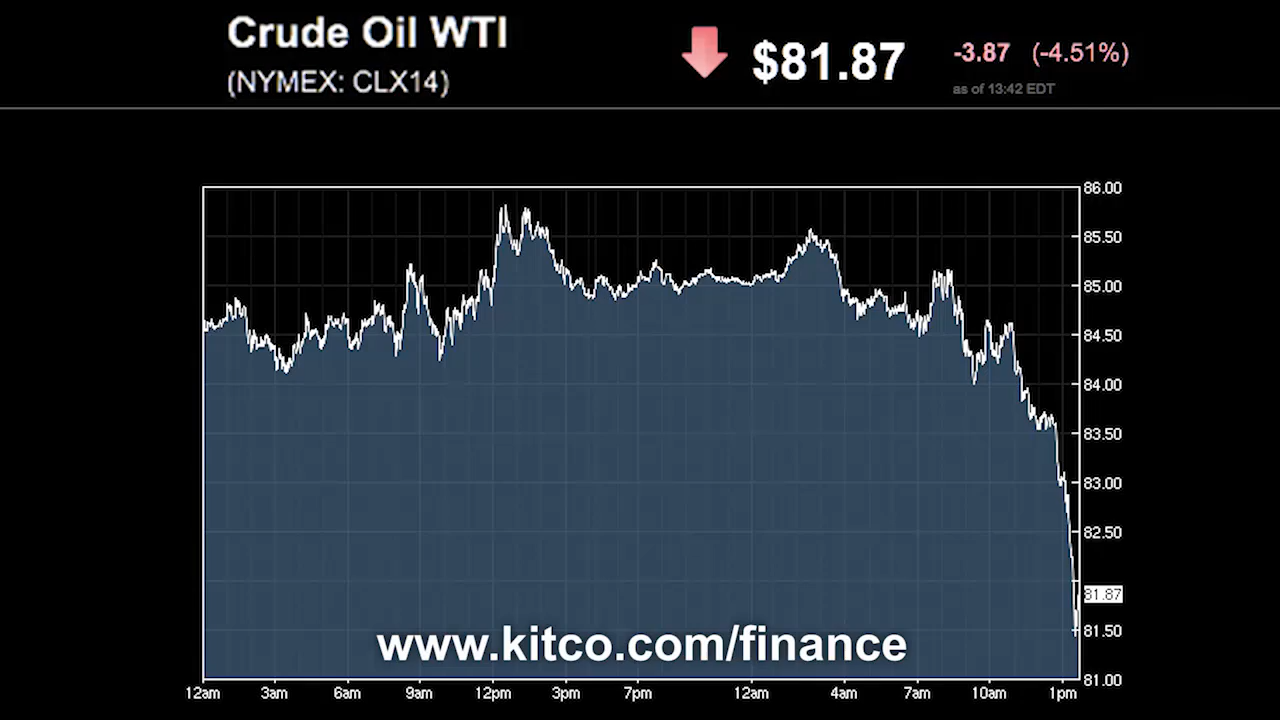 Crude Oil WTI
(NYMEX: CLX14)
$81.87
-3.87 (-4.51%)
as of 13:42 EDT
86.00
85.50
85.00
84.50
84.00
83.50
83.00
82.50
81.87
81.50
81.00
www.kitco.com/finance
12am 3am 6am 9am 12pm 3pm 7pm 12am 4am 7am 10am 1pm